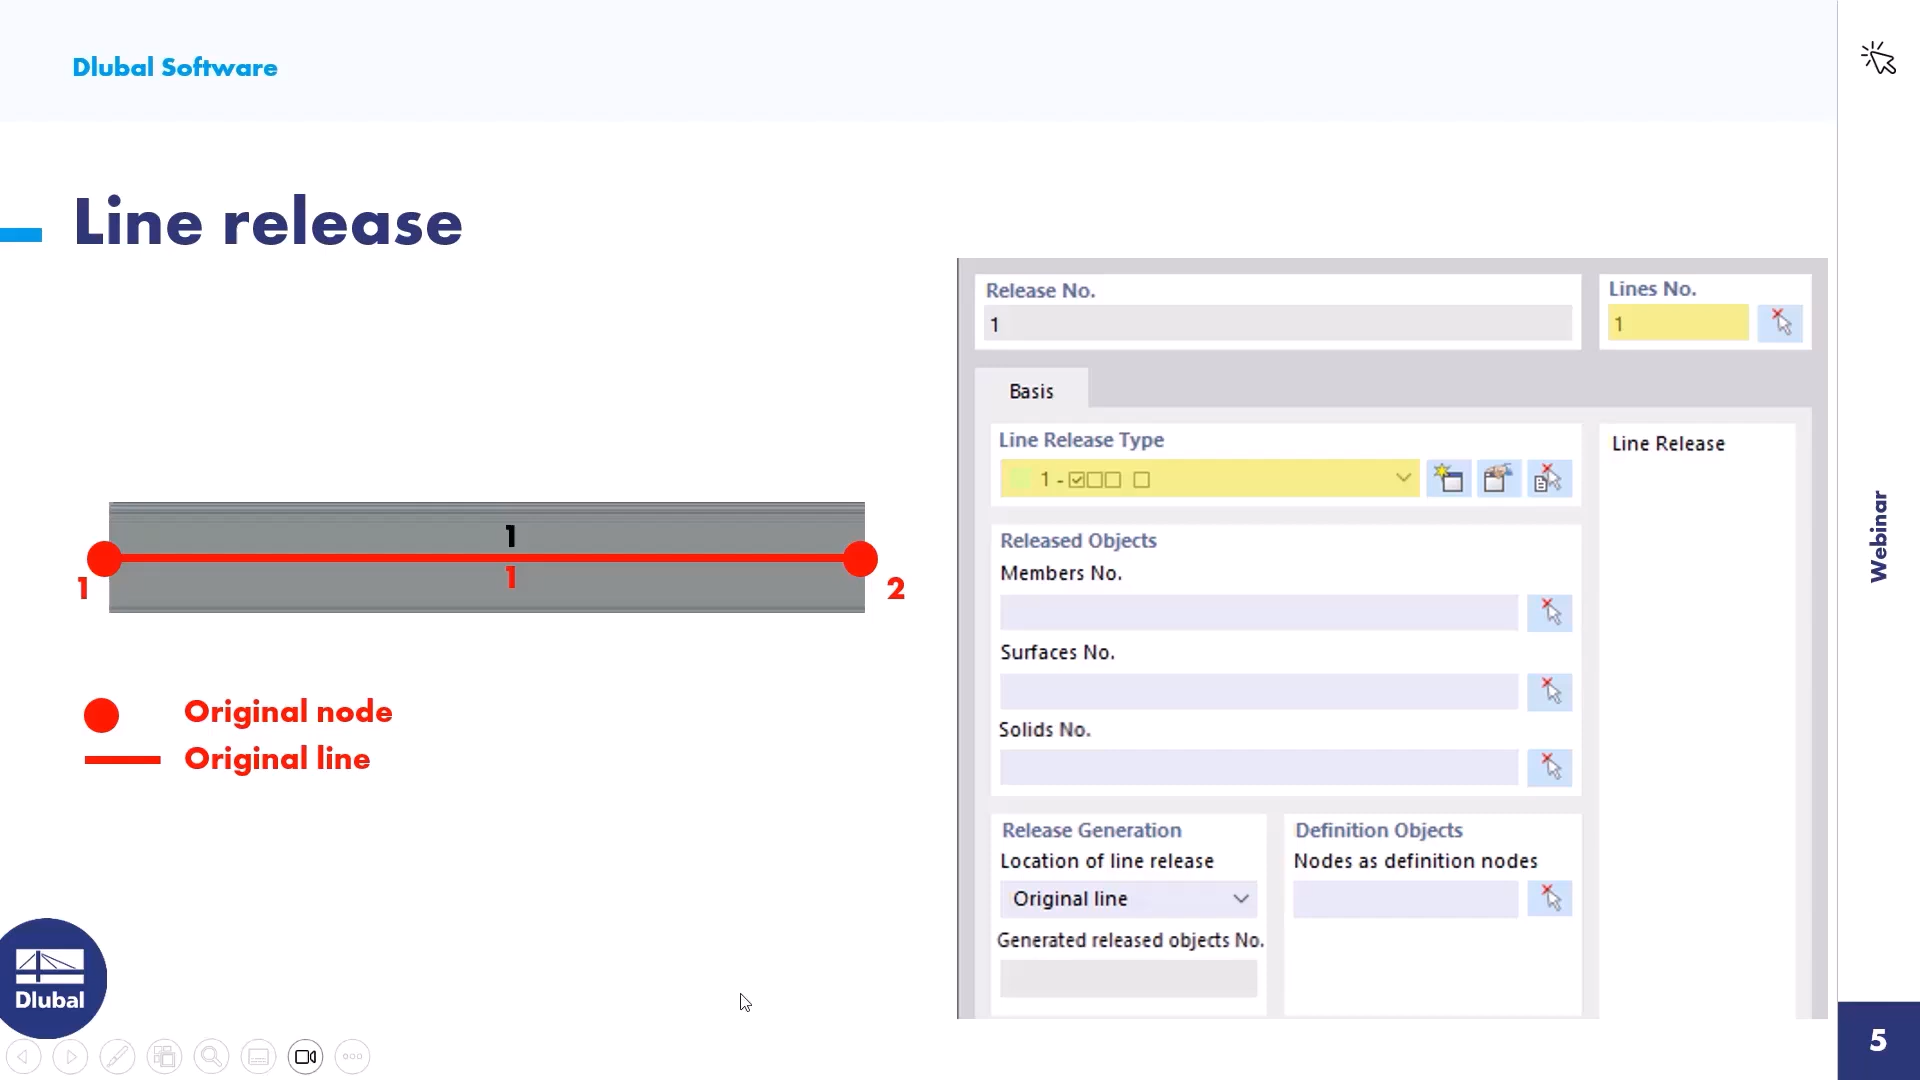 Dlubal Software
Line release
1
1
1
2
Original node
Original line
Release No.
1
Lines No.
1
Basis
Line Release Type
1 -
Line Release
Released Objects
Members No.
Surfaces No.
Solids No.
Release Generation
Location of line release
Original line
Generated released objects No.
Definition Objects
Nodes as definition nodes
Webinar
Dlubal
5